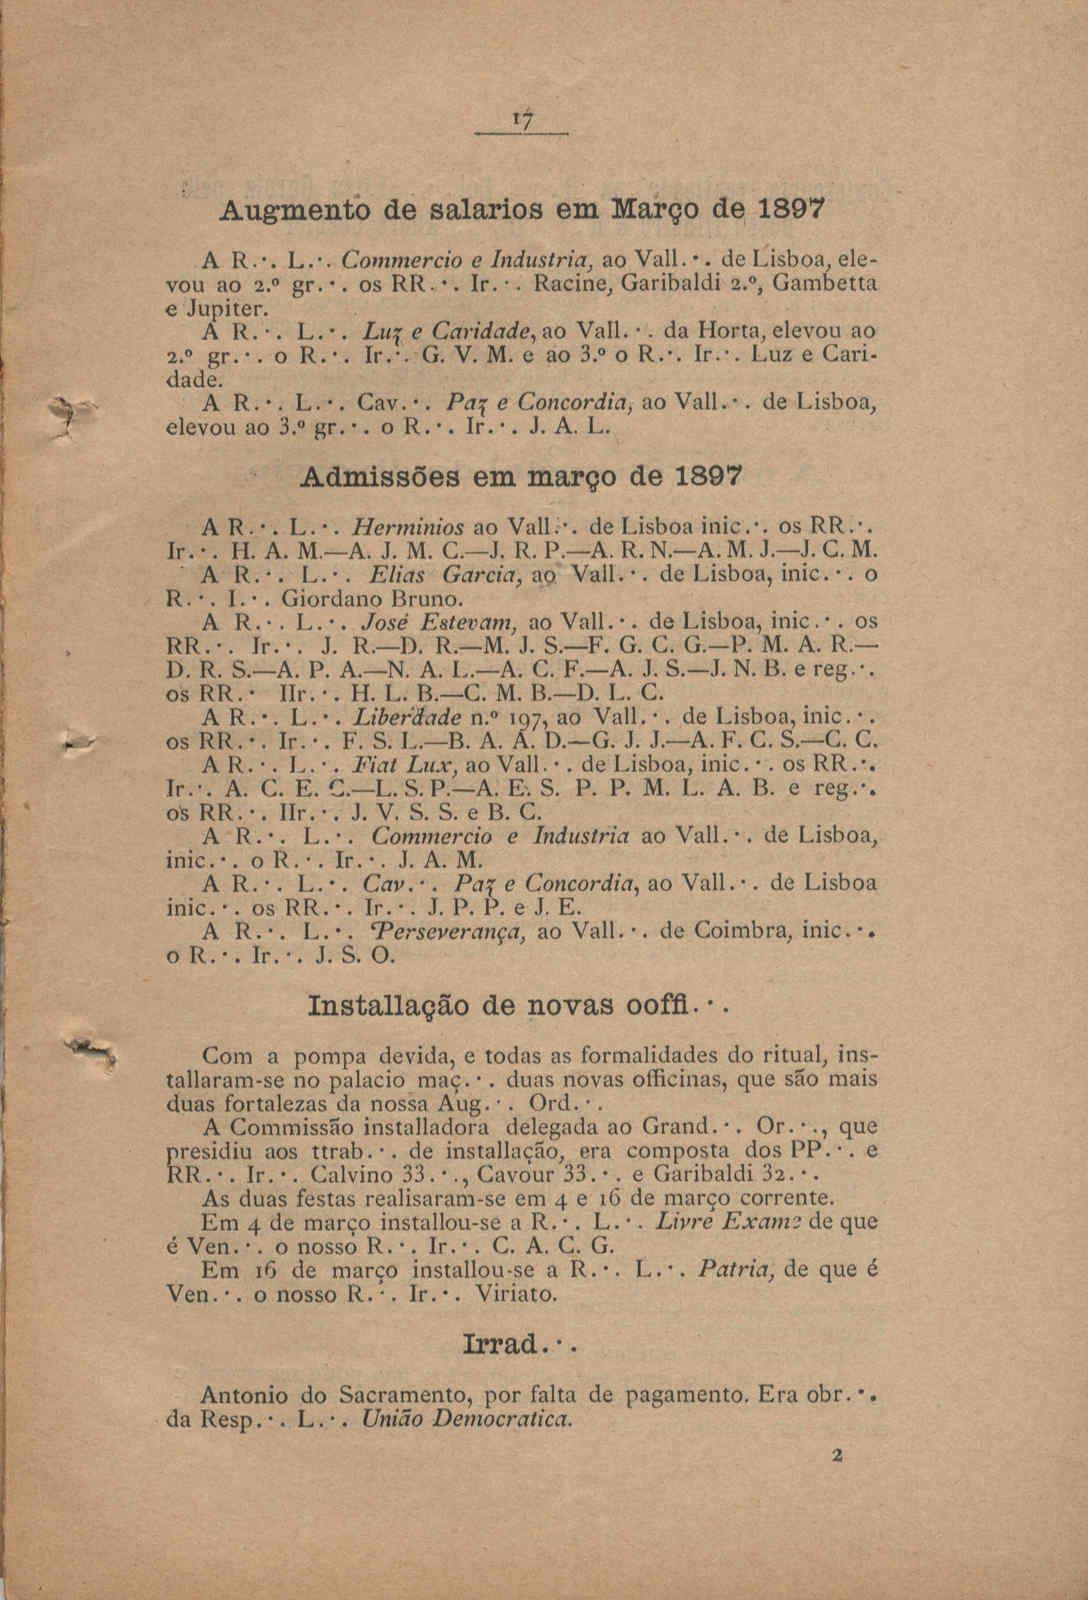 17
Augmento de salarios em Março de 1897
A R.·. L.·. Commercio e Industria, ao Vall.·. de Lisboa, ele-
vou ao 2.º gr.·. os RR.·. Ir.·. Racine, Garibaldi 2.º, Gambetta
e Jupiter.
A R.·. L.·. Luz e Caridade, ao Vall.·. da Horta, elevou ao
2.º gr.·. o R.·. Ir.·. G. V. M. e ao 3.º o R.·. Ir.·. Luz e Cari-
dade.
A R.·. L.·. Cav.·. Paz e Concordia, ao Vall.·. de Lisboa,
elevou ao 3.º gr.·. o R.·. Ir.·. J. A. L.
Admissões em março de 1897
A R.·. L.·. Herminios ao Vall.·. de Lisboa inic.·. os RR.·.
Ir.·. H. A. M.—A. J. M. C.—J. R. P.—A. R. N.—A. M. J.—J. C. M.
A R.·. L.·. Elias Garcia, ao Vall.·. de Lisboa, inic.·. o
R.·. I.·. Giordano Bruno.
A R.·. L.·. José Estevam, ao Vall.·. de Lisboa, inic.·. os
RR.·. Ir.·. J. R.—D. R.—M. J. S.—F. G. C. G.—P. M. A. R.—
D. R. S.—A. P. A.—N. A. L.—A. C. F.—A. J. S.—J. N. B. e reg.·.
os RR.· IIr.·. H. L. B.—C. M. B.—D. L. C.
A R.·. L.·. Liberdade n.º 197, ao Vall.·. de Lisboa, inic.·.
os RR.·. Ir.·. F. S. L.—B. A. A. D.—G. J. J.—A. F. C. S.—C. C.
A R.·. L.·. Fiat Lux, ao Vall.·. de Lisboa, inic.·. os RR.·.
Ir.·. A. C. E. C.—L. S. P.—A. E. S. P. P. M. L. A. B. e reg.·.
os RR.·. IIr.·. J. V. S. S. e B. C.
A R.·. L.·. Commercio e Industria ao Vall.·. de Lisboa,
inic.·. o R.·. Ir.·. J. A. M.
A R.·. L.·. Cav.·. Paz e Concordia, ao Vall.·. de Lisboa
inic.·. os RR.·. Ir.·. J. P. P. e J. E.
A R.·. L.·. Perseverança, ao Vall.·. de Coimbra, inic.·.
o R.·. Ir.·. J. S. O.
Installação de novas ooffi.·.
Com a pompa devida, e todas as formalidades do ritual, ins-
tallaram-se no palacio maç.·. duas novas officinas, que são mais
duas fortalezas da nossa Aug.·. Ord.·.
A Commissão installadora delegada ao Grand.·. Or.·., que
presidiu aos ttrab.·. de installação, era composta dos PP.·. e
RR.·. Ir.·. Calvino 33.·., Cavour 33.·. e Garibaldi 32.·.
As duas festas realisaram-se em 4 e 16 de março corrente.
Em 4 de março installou-se a R.·. L.·. Livre Exame de que
é Ven.·. o nosso R.·. Ir.·. C. A. C. G.
Em 16 de março installou-se a R.·. L.·. Patria, de que é
Ven.·. o nosso R.·. Ir.·. Viriato.
Irrad.·.
Antonio do Sacramento, por falta de pagamento. Era obr.·.
da Resp.·. L.·. União Democratica.
2